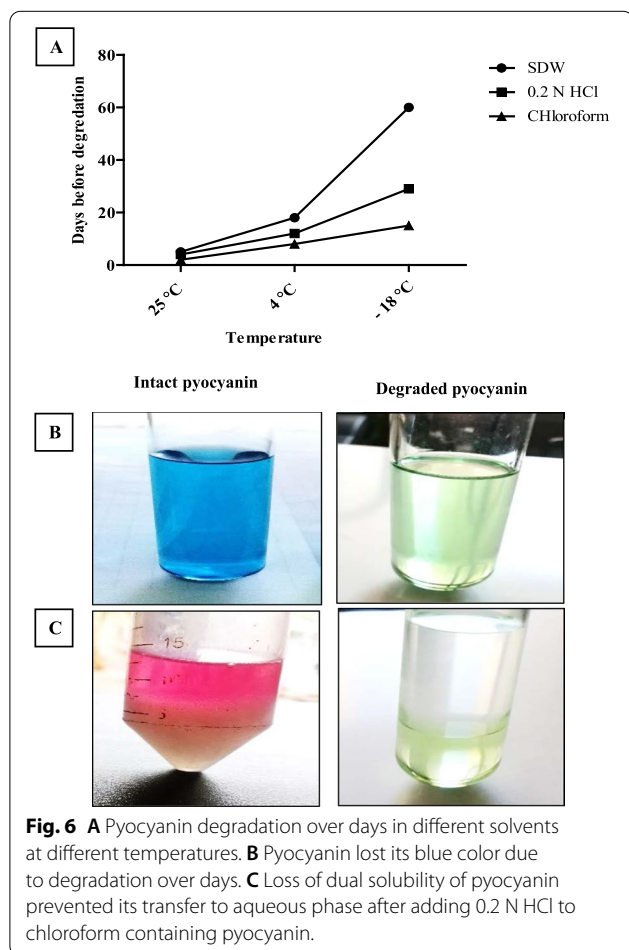 A
80
60
40
20
0
Days before degredation
25 °C
4 °C
- 18 °C
Temperature
SDW
0.2 N HCl
CHloroform
Intact pyocyanin
Degraded pyocyanin
B
C
15
Fig. 6 A Pyocyanin degradation over days in different solvents
at different temperatures. B Pyocyanin lost its blue color due
to degradation over days. C Loss of dual solubility of pyocyanin
prevented its transfer to aqueous phase after adding 0.2 N HCl to
chloroform containing pyocyanin.